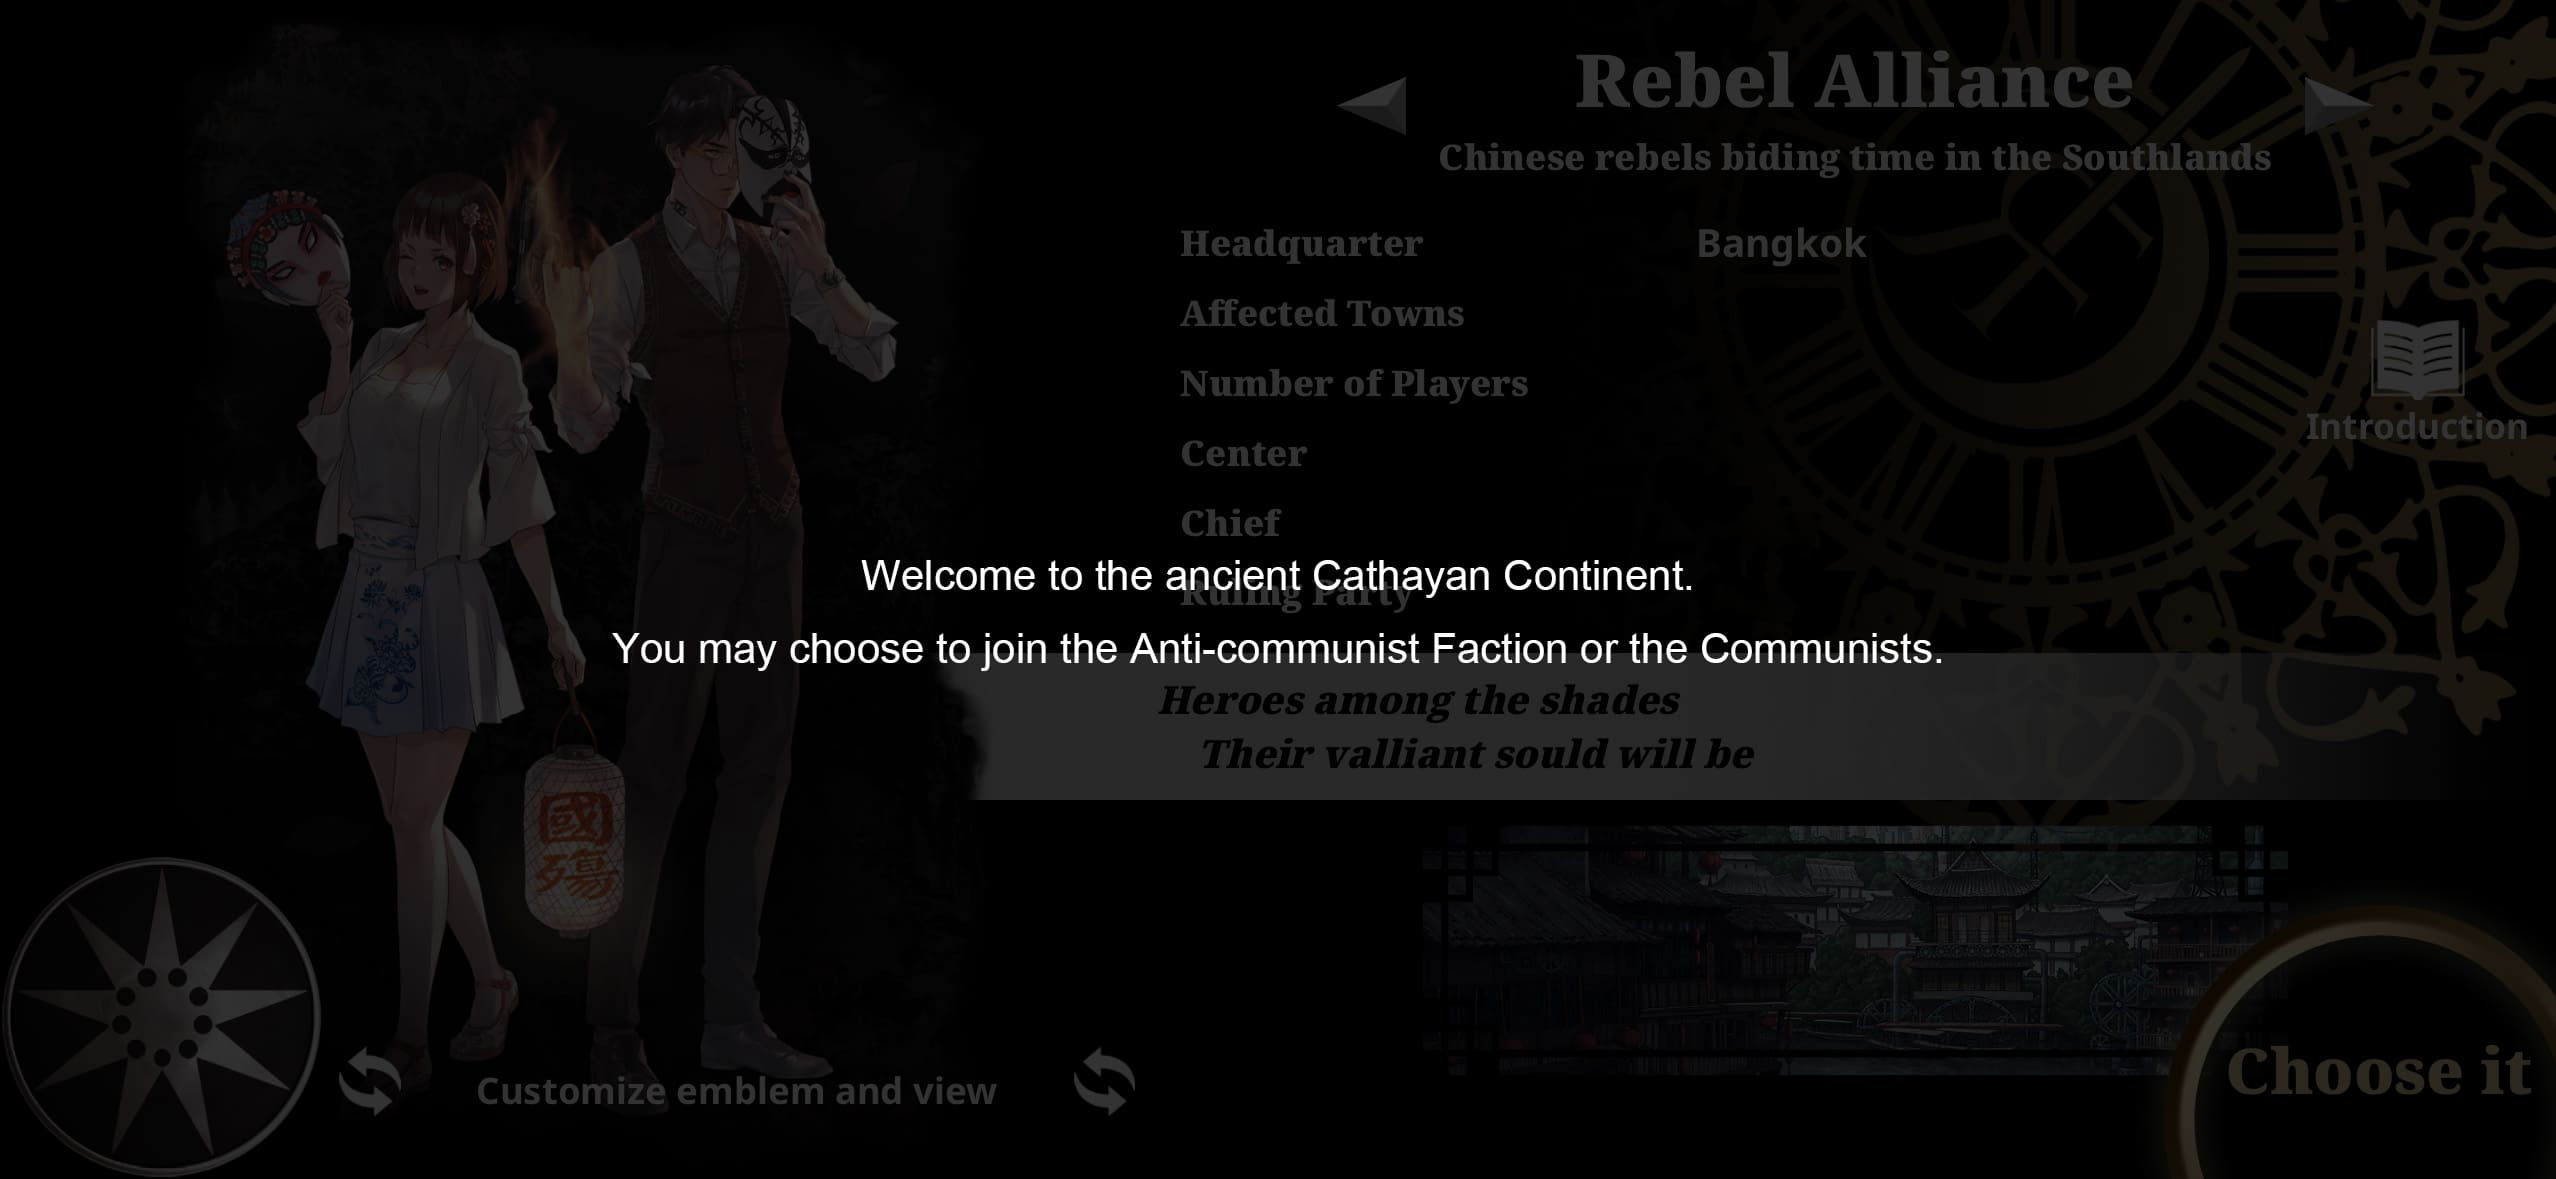 Rebel Alliance
Chinese rebels biding time in the Southlands
Headquarter Bangkok
Affected Towns
Number of Players
Center
Chief
Ruling Party
Introduction
Welcome to the ancient Cathayan Continent.
You may choose to join the Anti-communist Faction or the Communists.
Heroes among the shades
Their valliant sould will be
國殤
Customize emblem and view
Choose it